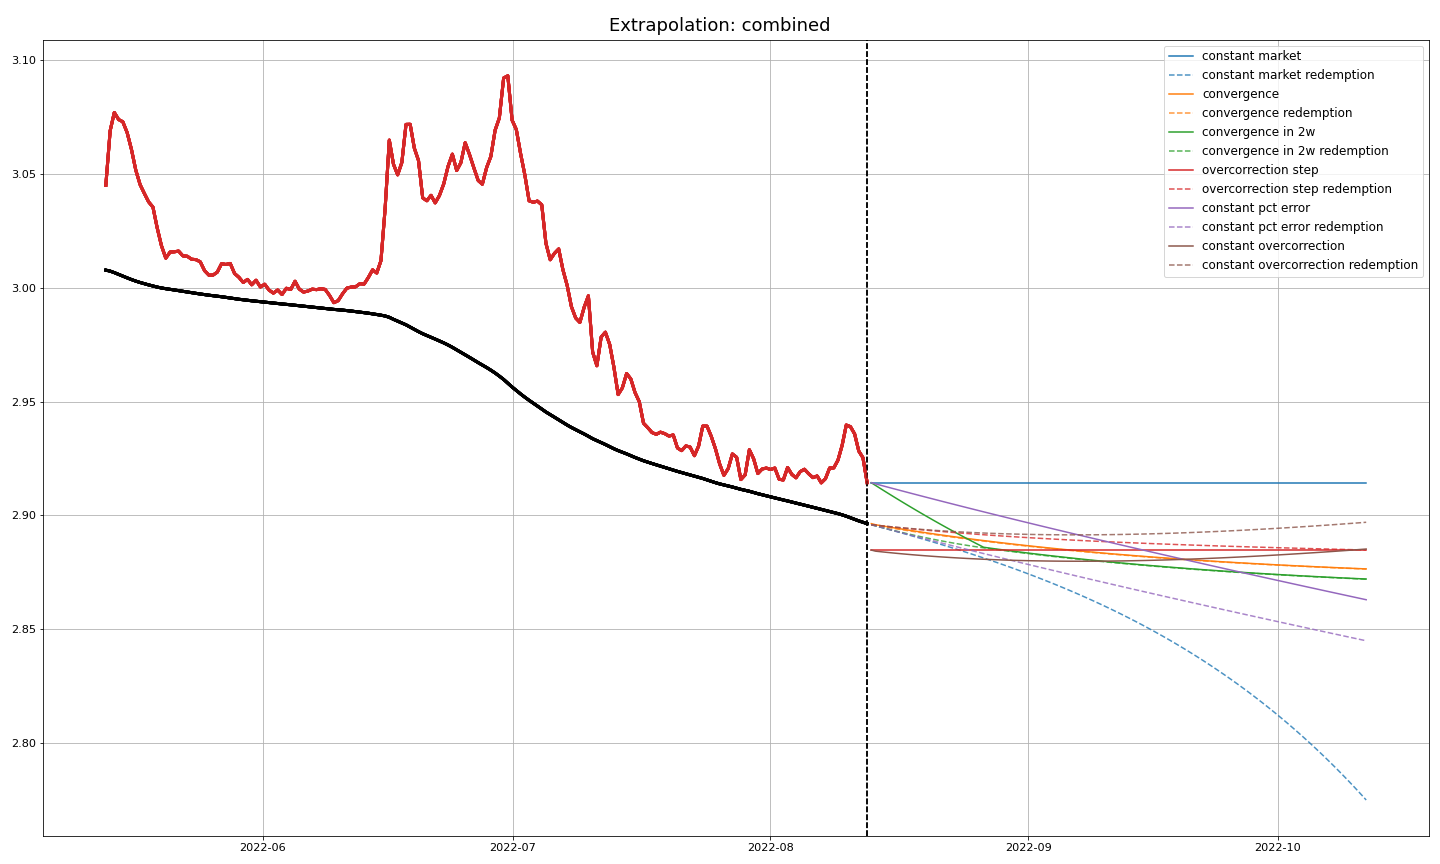 Extrapolation: combined
3.10
3.05
3.00
2.95
2.90
2.85
2.80
constant market
constant market redemption
convergence
convergence redemption
convergence in 2w
convergence in 2w redemption
overcorrection step
overcorrection step redemption
constant pct error
constant pct error redemption
constant overcorrection
constant overcorrection redemption
2022-06
2022-07
2022-08
2022-09
2022-10